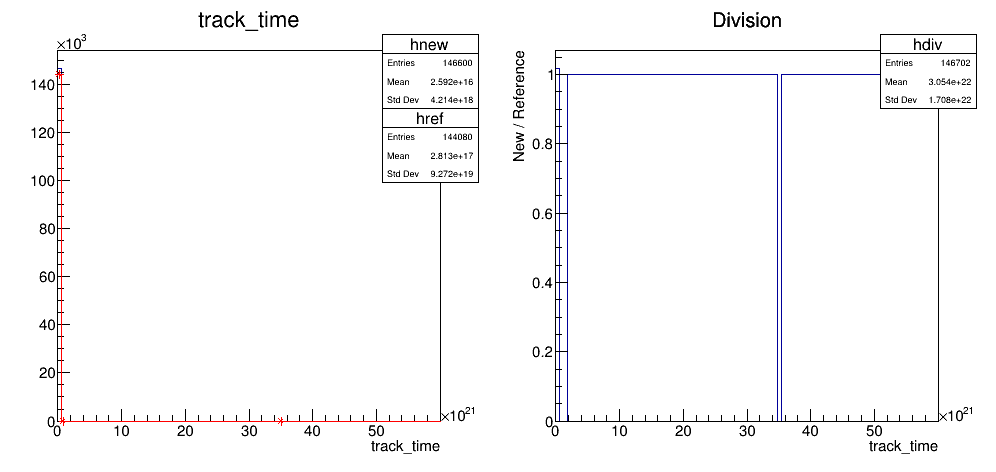 track_time
×10³
hnew
Entries 146600
Mean 2.592e+16
Std Dev 4.214e+18
href
Entries 144080
Mean 2.813e+17
Std Dev 9.272e+19
140
120
100
80
60
40
20
0
0 10 20 30 40 50
×10²¹
track_time
Division
hdiv
Entries 146702
Mean 3.054e+22
Std Dev 1.708e+22
New / Reference
1
0.8
0.6
0.4
0.2
0
0 10 20 30 40 50
×10²¹
track_time